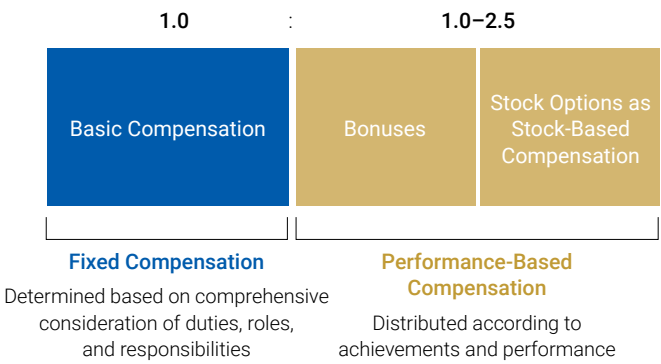 1.0 : 1.0–2.5
Basic Compensation
Bonuses
Stock Options as
Stock-Based
Compensation
Fixed Compensation
Determined based on comprehensive
consideration of duties, roles,
and responsibilities
Performance-Based
Compensation
Distributed according to
achievements and performance